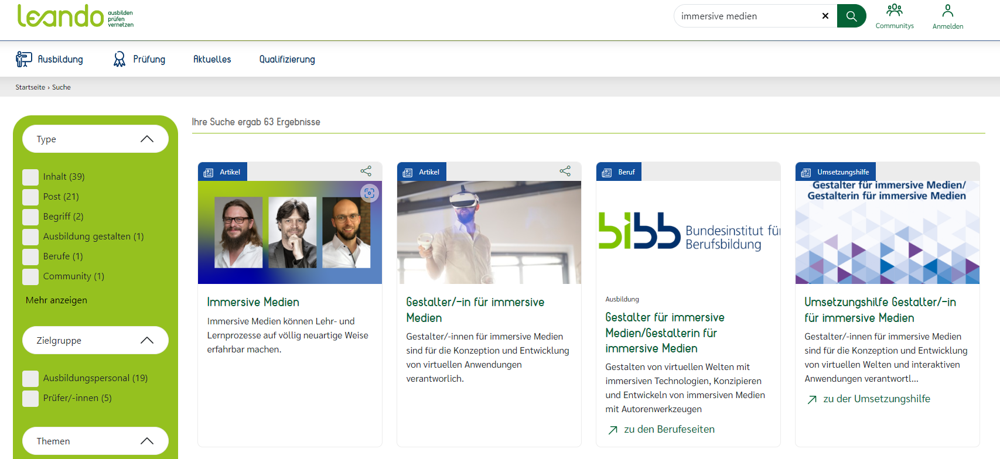 leando
ausbilden
prüfen
vernetzen
immersive medien
Communitys
Anmelden
Ausbildung
Prüfung
Aktuelles
Qualifizierung
Startseite › Suche
Type
Inhalt (39)
Post (21)
Begriff (2)
Ausbildung gestalten (1)
Berufe (1)
Community (1)
Mehr anzeigen
Zielgruppe
Ausbildungspersonal (19)
Prüfer/-innen (5)
Themen
Ihre Suche ergab 63 Ergebnisse
Artikel
Immersive Medien
Immersive Medien können Lehr- und
Lernprozesse auf völlig neuartige Weise
erfahrbar machen.
Artikel
Gestalter/-in für immersive
Medien
Gestalter/-innen für immersive Medien
sind für die Konzeption und Entwicklung
von virtuellen Anwendungen
verantworlich.
Beruf
bibb
Bundesinstitut für
Berufsbildung
Ausbildung
Gestalter für immersive
Medien/Gestalterin für
immersive Medien
Gestalten von virtuellen Welten mit
immersiven Technologien, Konzipieren
und Entwickeln von immersiven Medien
mit Autorenwerkzeugen
zu den Berufeseiten
Umsetzungshilfe
Gestalter für immersive Medien/
Gestalterin für immersive Medien
Umsetzungshilfe Gestalter/-in
für immersive Medien
Gestalter/-innen für immersive Medien
sind für die Konzeption und Entwicklung
von virtuellen Welten und interaktiven
Anwendungen verantwortl...
zu der Umsetzungshilfe